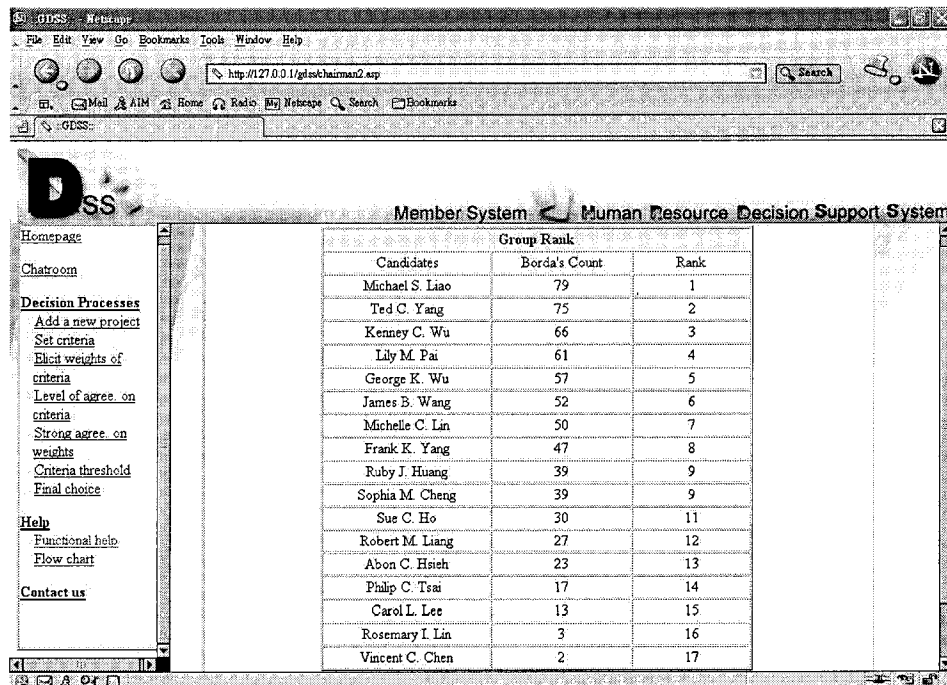 ::GDSS:: - Netscape
File Edit View Go Bookmarks Tools Window Help
http://127.0.0.1/gdss/chairman2.asp Search
Mail AIM Home Radio My Netscape Search Bookmarks
::GDSS::
DSS
Member System Human Resource Decision Support System
Homepage
Chatroom
Decision Processes
Add a new project
Set criteria
Elicit weights of
criteria
Level of agree. on
criteria
Strong agree. on
weights
Criteria threshold
Final choice
Help
Functional help
Flow chart
Contact us
Group Rank
Candidates Borda's Count Rank
Michael S. Liao 79 1
Ted C. Yang 75 2
Kenney C. Wu 66 3
Lily M. Pai 61 4
George K. Wu 57 5
James B. Wang 52 6
Michelle C. Lin 50 7
Frank K. Yang 47 8
Ruby J. Huang 39 9
Sophia M. Cheng 39 9
Sue C. Ho 30 11
Robert M. Liang 27 12
Abon C. Hsieh 23 13
Philip C. Tsai 17 14
Carol L. Lee 13 15
Rosemary I. Lin 3 16
Vincent C. Chen 2 17